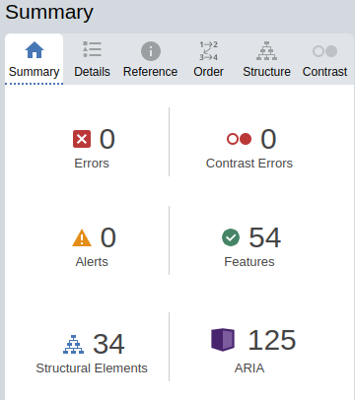 Summary
Summary Details Reference Order Structure Contrast
0 0
Errors Contrast Errors
0 54
Alerts Features
34 125
Structural Elements ARIA